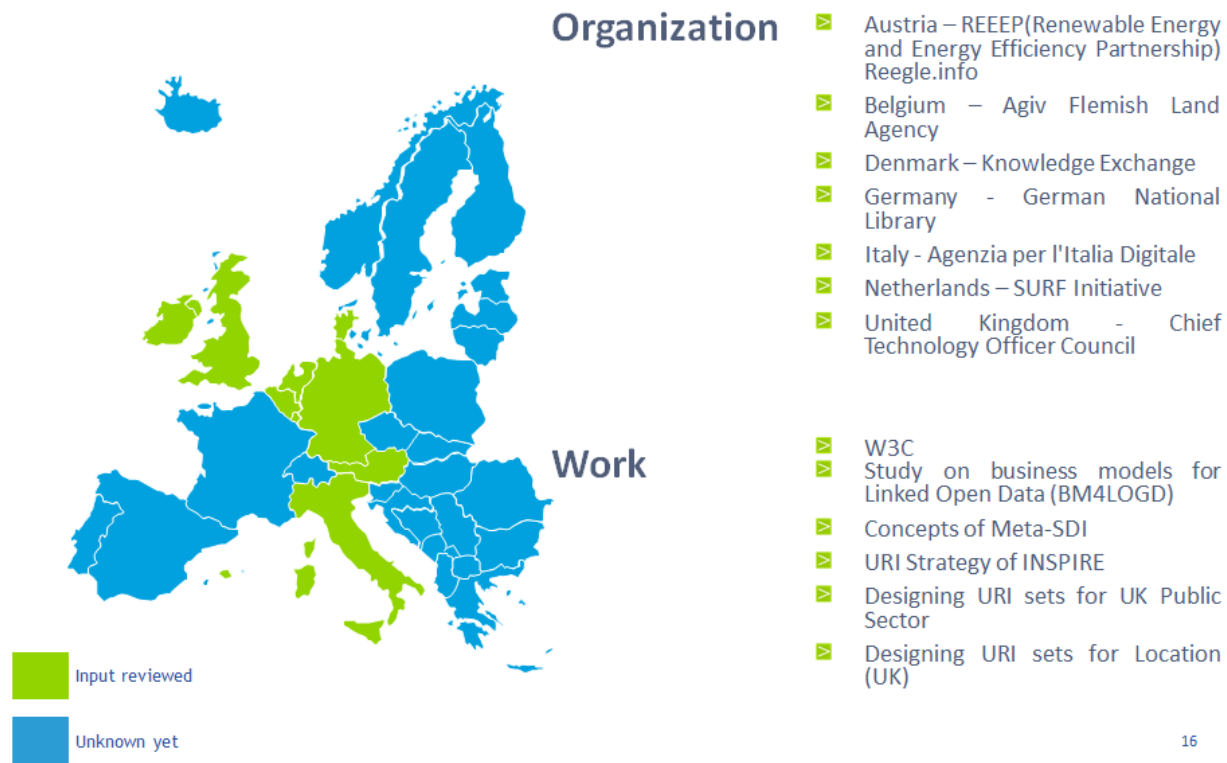 Organization
Austria – REEEP(Renewable Energy
and Energy Efficiency Partnership)
Reegle.info
Belgium – Agiv Flemish Land
Agency
Denmark – Knowledge Exchange
Germany - German National
Library
Italy - Agenzia per l'Italia Digitale
Netherlands – SURF Initiative
United Kingdom - Chief
Technology Officer Council
Work
W3C
Study on business models for
Linked Open Data (BM4LOGD)
Concepts of Meta-SDI
URI Strategy of INSPIRE
Designing URI sets for UK Public
Sector
Designing URI sets for Location
(UK)
Input reviewed
Unknown yet
16